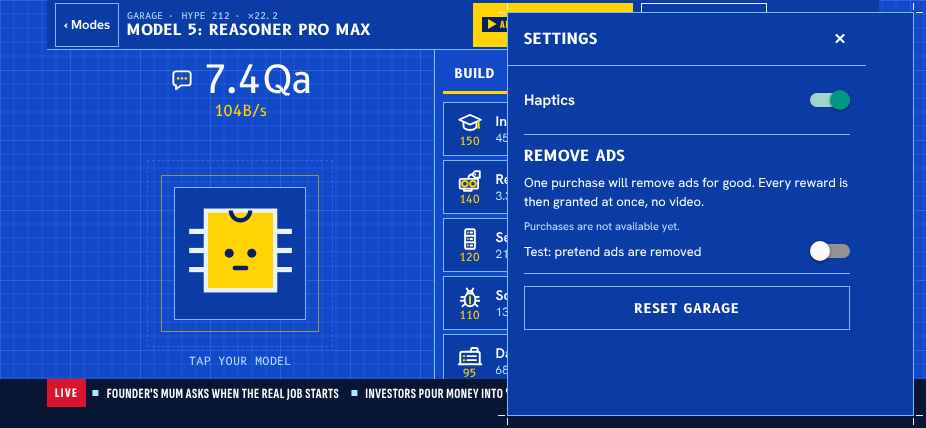 ‹ Modes
GARAGE · HYPE 212 · ×22.2
MODEL 5: REASONER PRO MAX
7.4Qa
104B/s
TAP YOUR MODEL
BUILD
150
140
120
110
95
SETTINGS
×
Haptics
REMOVE ADS
One purchase will remove ads for good. Every reward is
then granted at once, no video.
Purchases are not available yet.
Test: pretend ads are removed
RESET GARAGE
LIVE
FOUNDER'S MUM ASKS WHEN THE REAL JOB STARTS
INVESTORS POUR MONEY INTO